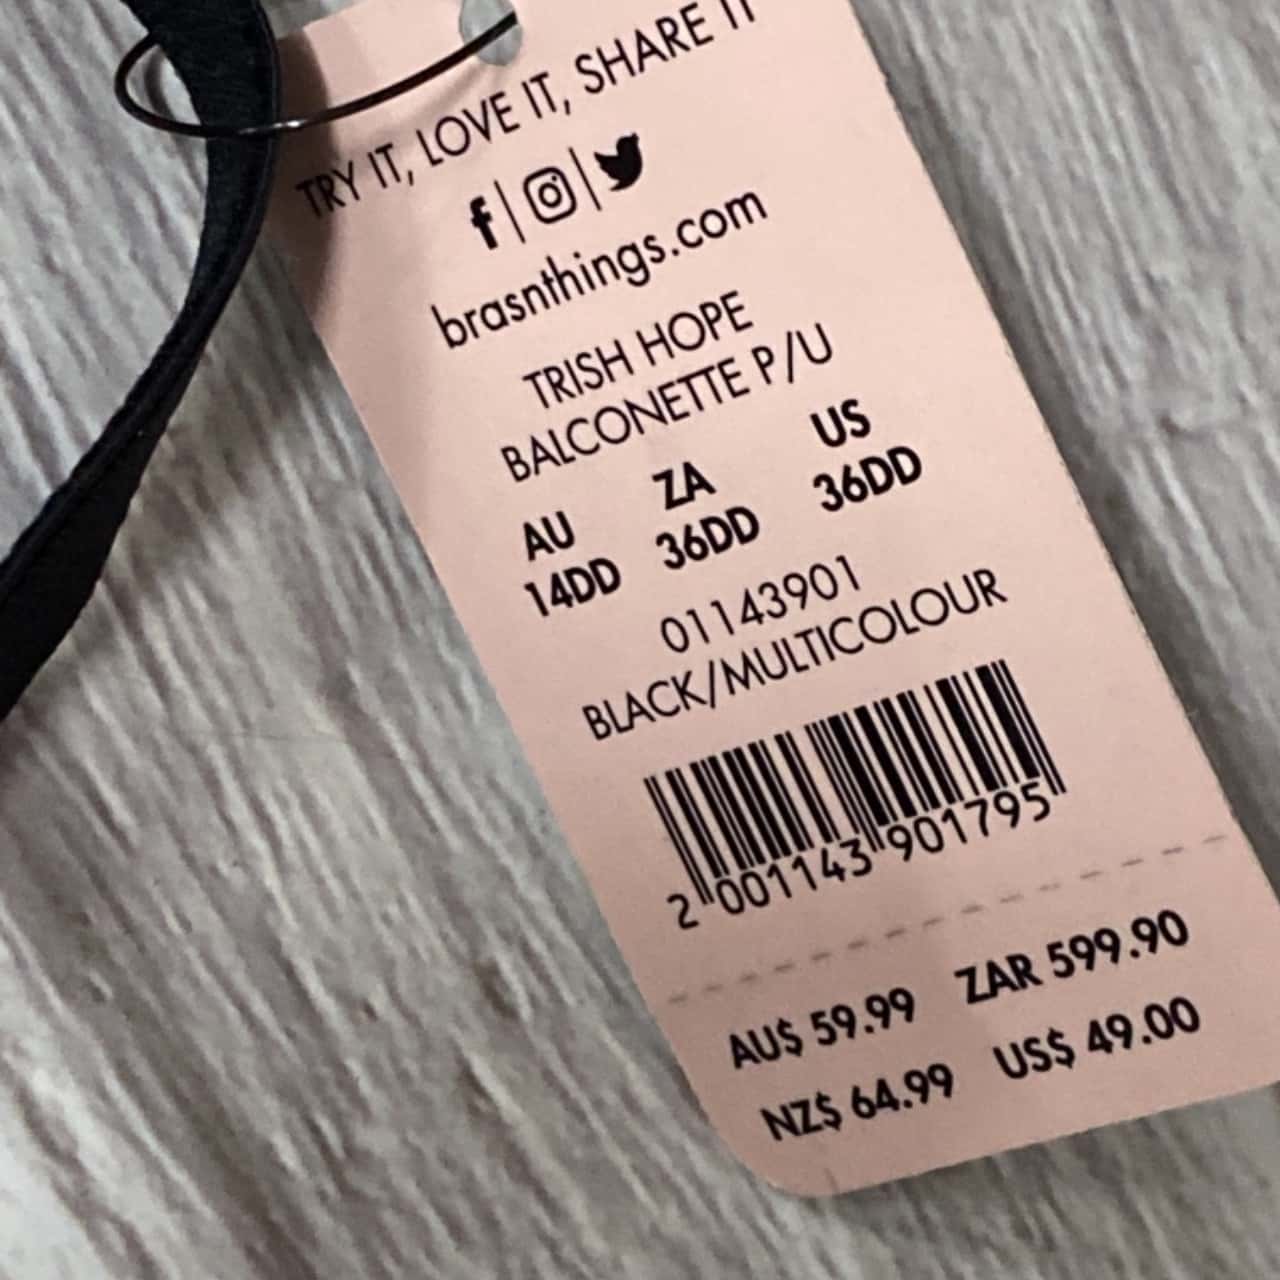 TRY IT, LOVE IT, SHARE IT
brasnthings.com
TRISH HOPE
BALCONETTE P/U
AU ZA US
14DD 36DD 36DD
01143901
BLACK/MULTICOLOUR
2 001143 901795
AU$ 59.99 ZAR 599.90
NZ$ 64.99 US$ 49.00